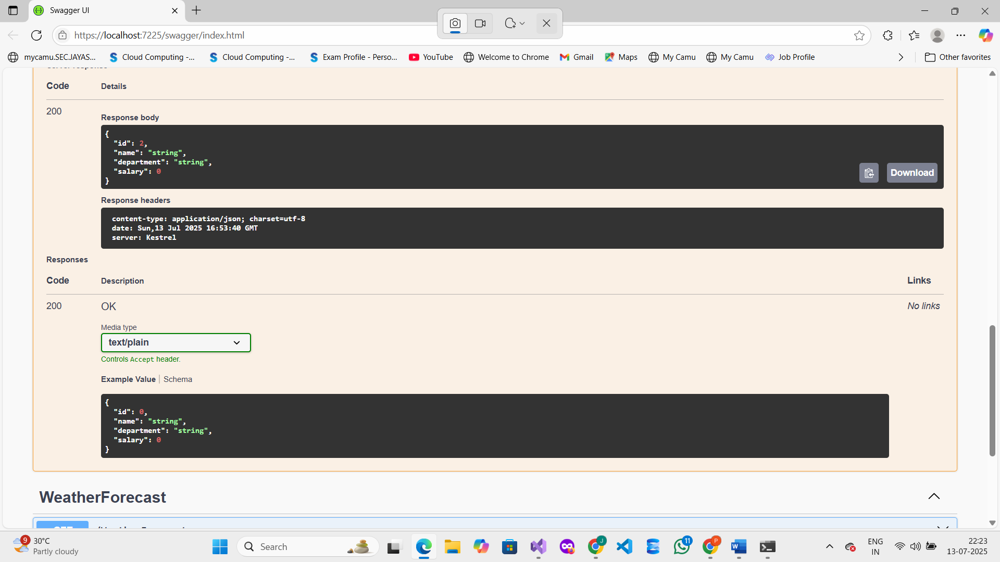 Swagger UI
https://localhost:7225/swagger/index.html
mycamu.SEC.JAYAS...
Cloud Computing -...
Cloud Computing -...
Exam Profile - Perso...
YouTube
Welcome to Chrome
Gmail
Maps
My Camu
My Camu
Job Profile
Other favorites
Server response
Code Details
200
Response body
{
"id": 2,
"name": "string",
"department": "string",
"salary": 0
}
Download
Response headers
content-type: application/json; charset=utf-8
date: Sun,13 Jul 2025 16:53:40 GMT
server: Kestrel
Responses
Code Description Links
200 OK No links
Media type
text/plain
Controls Accept header.
Example Value | Schema
{
"id": 0,
"name": "string",
"department": "string",
"salary": 0
}
WeatherForecast
GET /WeatherForecast
9
30°C
Partly cloudy
Search
J
11
P
ENG
IN
22:23
13-07-2025